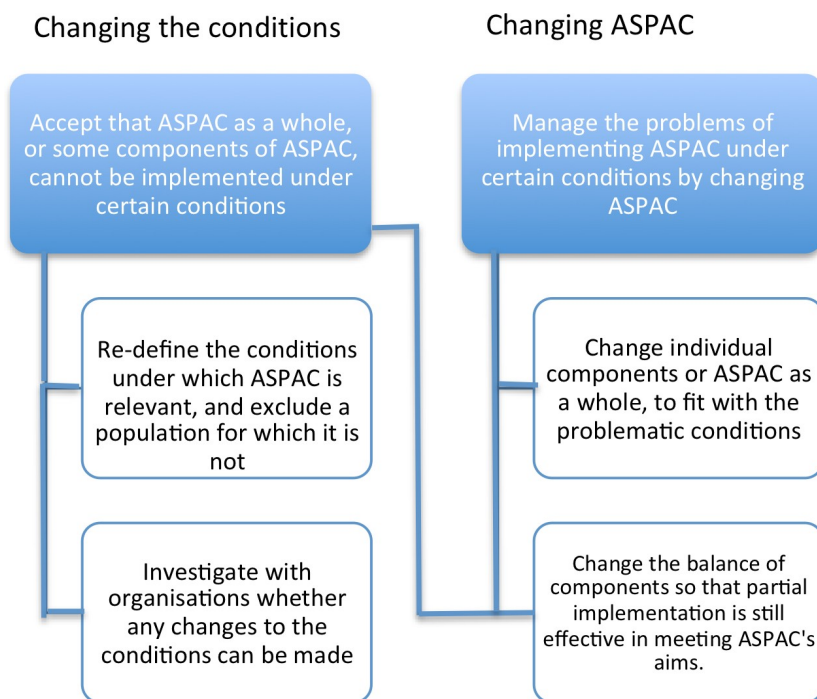 Changing the conditions
Changing ASPAC
Accept that ASPAC as a whole,
or some components of ASPAC,
cannot be implemented under
certain conditions
Re-define the conditions
under which ASPAC is
relevant, and exclude a
population for which it is
not
Investigate with
organisations whether
any changes to the
conditions can be made
Manage the problems of
implementing ASPAC under
certain conditions by changing
ASPAC
Change individual
components or ASPAC as
a whole, to fit with the
problematic conditions
Change the balance of
components so that partial
implementation is still
effective in meeting ASPAC's
aims.